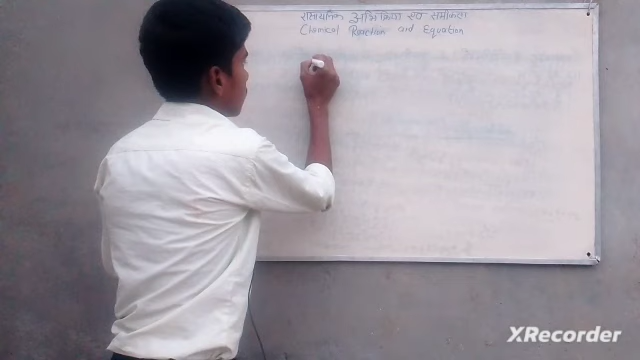 रासायनिक अभिक्रिया एवं समीकरण
Chemical Reaction and Equation
XRecorder